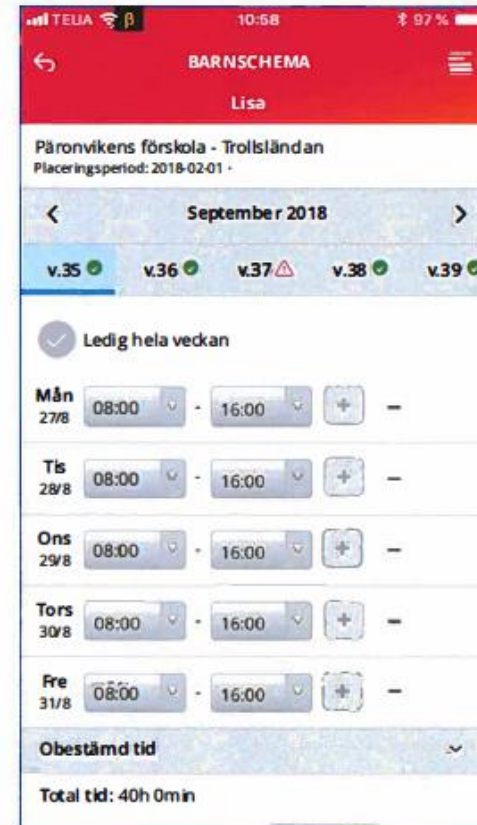 TELIA β 10:58 97 %
BARNSCHEMA
Lisa
Päronvikens förskola - Trollsländan
Placeringsperiod: 2018-02-01 -
< September 2018 >
v.35 v.36 v.37 v.38 v.39
Ledig hela veckan
Mån
27/8 08:00 - 16:00 + -
Tis
28/8 08:00 - 16:00 + -
Ons
29/8 08:00 - 16:00 + -
Tors
30/8 08:00 - 16:00 + -
Fre
31/8 08:00 - 16:00 + -
Obestämd tid
Total tid: 40h 0min